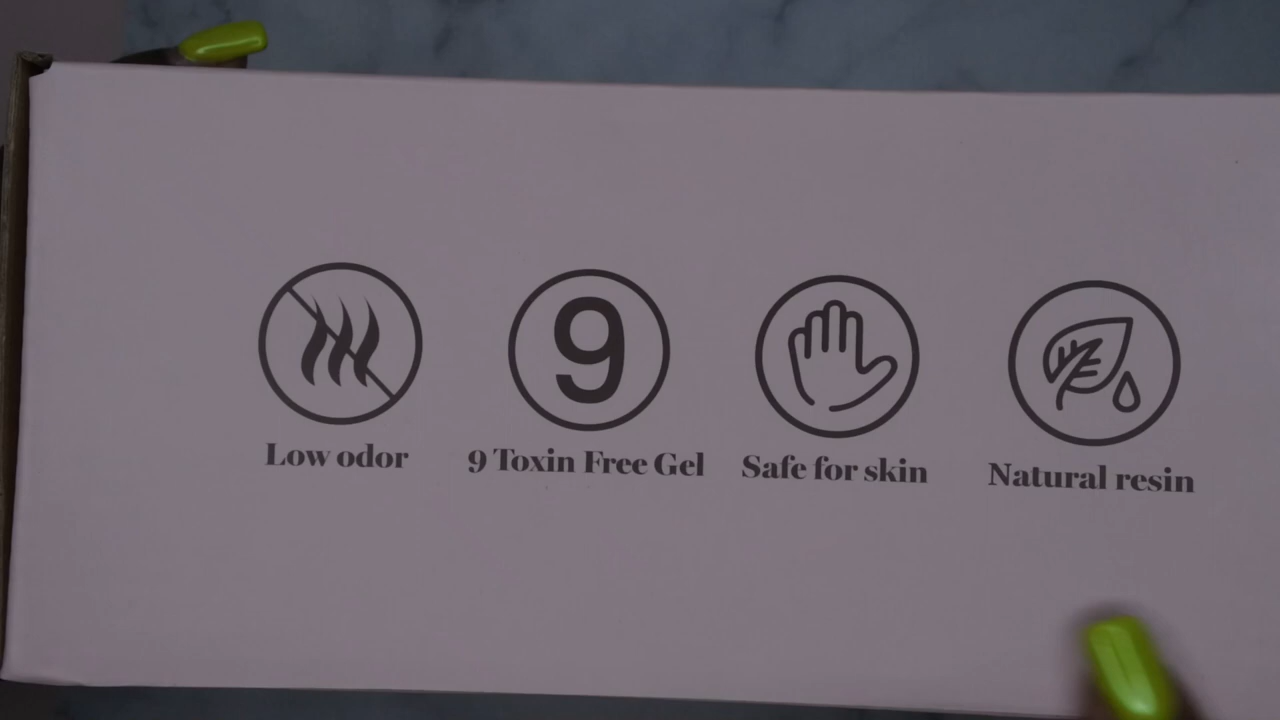 9
Low odor
9 Toxin Free Gel
Safe for skin
Natural resin